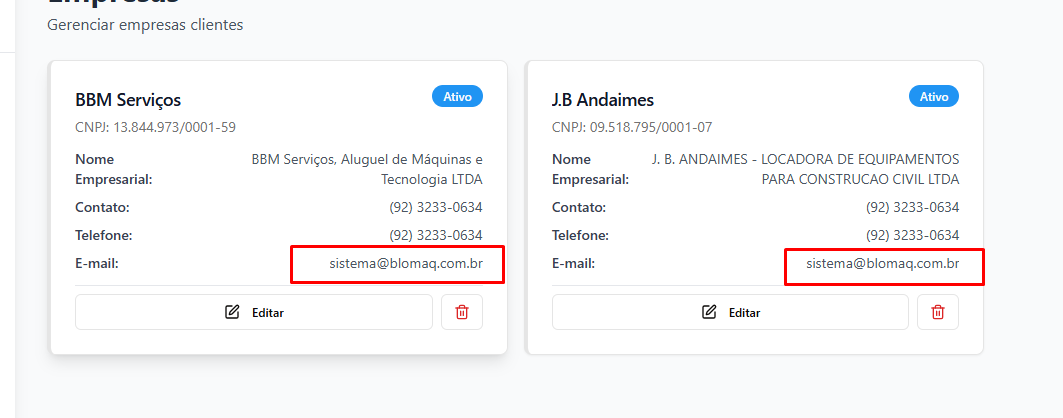 Empresas
Gerenciar empresas clientes
BBM Serviços
Ativo
CNPJ: 13.844.973/0001-59
Nome Empresarial:
BBM Serviços, Aluguel de Máquinas e
Tecnologia LTDA
Contato:
(92) 3233-0634
Telefone:
(92) 3233-0634
E-mail:
sistema@blomaq.com.br
Editar
J.B Andaimes
Ativo
CNPJ: 09.518.795/0001-07
Nome Empresarial:
J. B. ANDAIMES - LOCADORA DE EQUIPAMENTOS
PARA CONSTRUCAO CIVIL LTDA
Contato:
(92) 3233-0634
Telefone:
(92) 3233-0634
E-mail:
sistema@blomaq.com.br
Editar